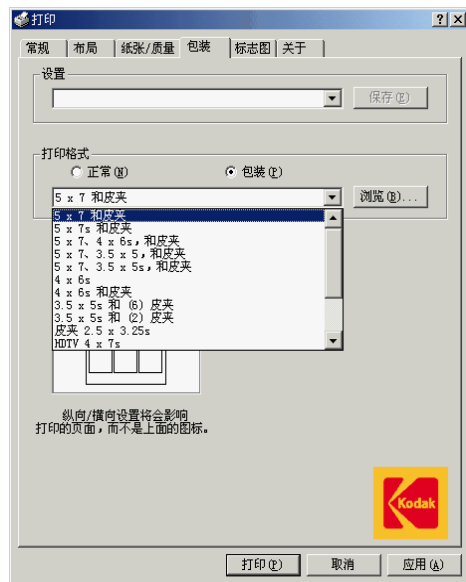 打印
常规 布局 纸张/质量 包装 标志图 关于
设置
保存(E)
打印格式
正常(N) 包装(P)
5 x 7 和皮夹 浏览(B)...
5 x 7 和皮夹
5 x 7s 和皮夹
5 x 7、4 x 6s，和皮夹
5 x 7、3.5 x 5，和皮夹
5 x 7、3.5 x 5s，和皮夹
4 x 6s
4 x 6s 和皮夹
3.5 x 5s 和 (6) 皮夹
3.5 x 5s 和 (2) 皮夹
皮夹 2.5 x 3.25s
HDTV 4 x 7s
纵向/横向设置将会影响
打印的页面，而不是上面的图标。
Kodak
打印(P) 取消 应用(A)